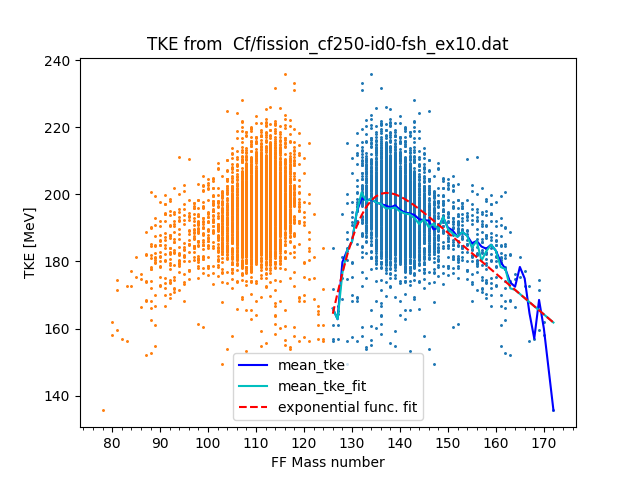 TKE from  Cf/fission_cf250-id0-fsh_ex10.dat
TKE [MeV]
240
220
200
180
160
140
mean_tke
mean_tke_fit
exponential func. fit
80 90 100 110 120 130 140 150 160 170
FF Mass number